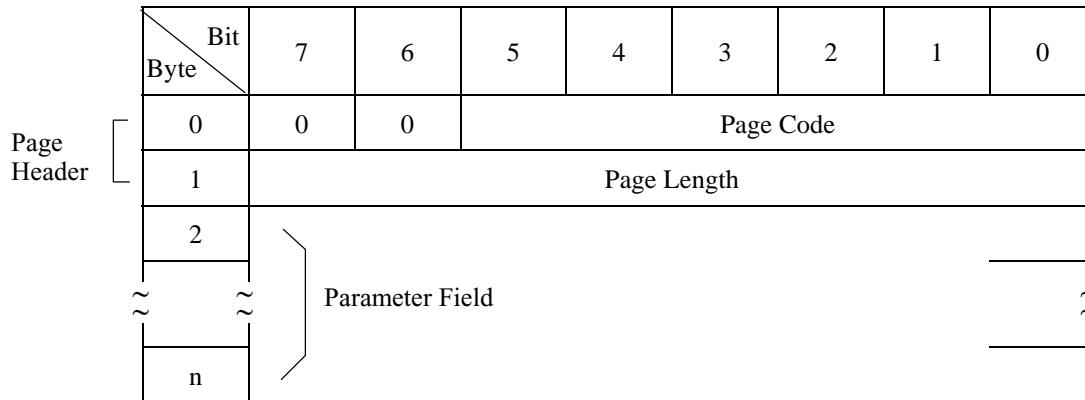 Bit
Byte
7 6 5 4 3 2 1 0
Page Header
0 0 0 Page Code
1 Page Length
2
Parameter Field
n